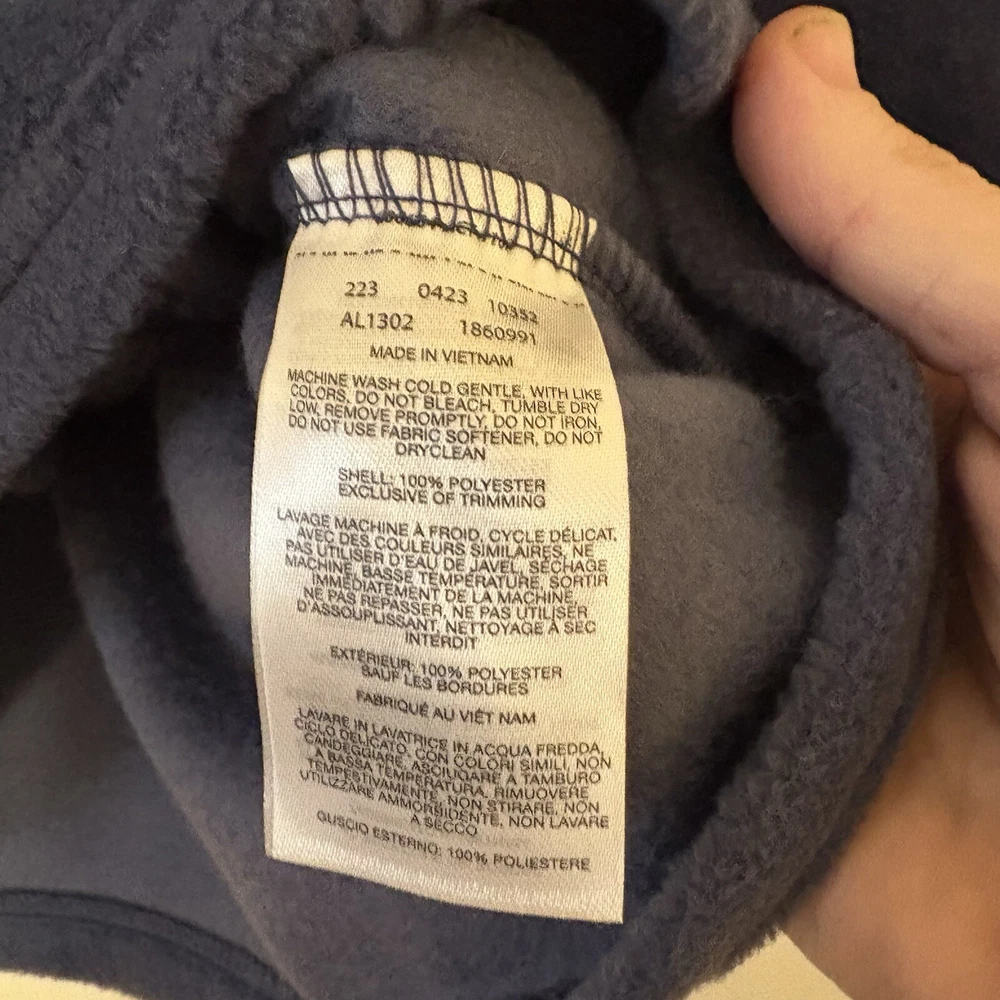 223 0423 10352
AL1302 1860991
MADE IN VIETNAM
MACHINE WASH COLD GENTLE, WITH LIKE
COLORS, DO NOT BLEACH, TUMBLE DRY
LOW, REMOVE PROMPTLY, DO NOT IRON,
DO NOT USE FABRIC SOFTENER, DO NOT
DRYCLEAN
SHELL: 100% POLYESTER
EXCLUSIVE OF TRIMMING
LAVAGE MACHINE À FROID, CYCLE DÉLICAT,
AVEC DES COULEURS SIMILAIRES, NE
PAS UTILISER D'EAU DE JAVEL, SÉCHAGE
MACHINE, BASSE TEMPÉRATURE, SORTIR
IMMÉDIATEMENT DE LA MACHINE,
NE PAS REPASSER, NE PAS UTILISER
D'ASSOUPLISSANT, NETTOYAGE À SEC
INTERDIT
EXTÉRIEUR: 100% POLYESTER
SAUF LES BORDURES
FABRIQUÉ AU VIÊT NAM
LAVARE IN LAVATRICE IN ACQUA FREDDA,
CICLO DELICATO, CON COLORI SIMILI, NON
CANDEGGIARE, ASCIUGARE A TAMBURO
A BASSA TEMPERATURA, RIMUOVERE
TEMPESTIVAMENTE, NON STIRARE, NON
UTILIZZARE AMMORBIDENTE, NON LAVARE
A SECCO
GUSCIO ESTERNO: 100% POLIESTERE